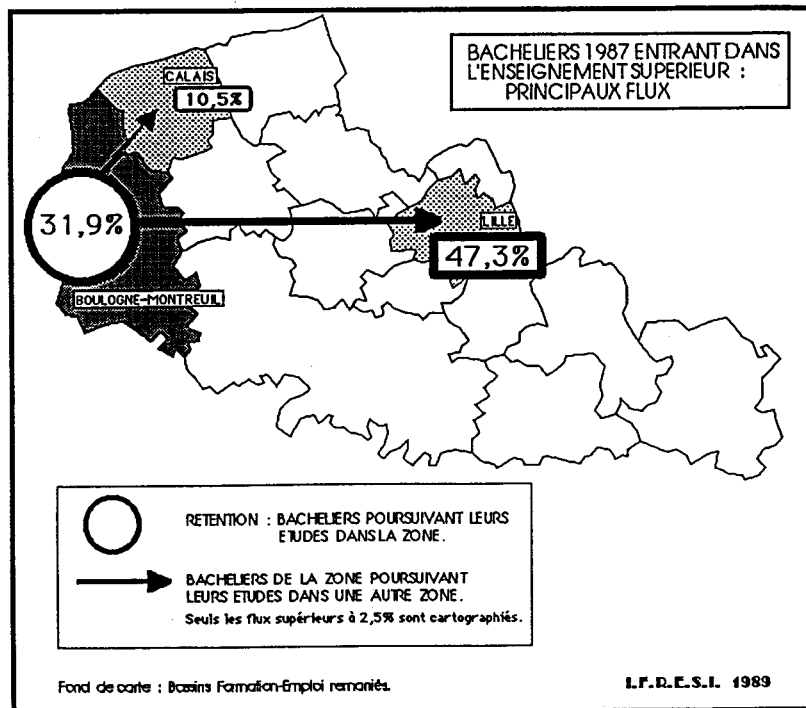 BACHELIERS 1987 ENTRANT DANS
L'ENSEIGNEMENT SUPERIEUR :
PRINCIPAUX FLUX
CALAIS
10,5%
31,9%
LILLE
47,3%
BOULOGNE-MONTREUIL
RETENTION : BACHELIERS POURSUIVANT LEURS
ETUDES DANS LA ZONE.
BACHELIERS DE LA ZONE POURSUIVANT
LEURS ETUDES DANS UNE AUTRE ZONE.
Seuls les flux supérieurs à 2,5% sont cartographiés.
Fond de carte : Bassins Formation-Emploi remaniés.
I.F.R.E.S.I. 1989